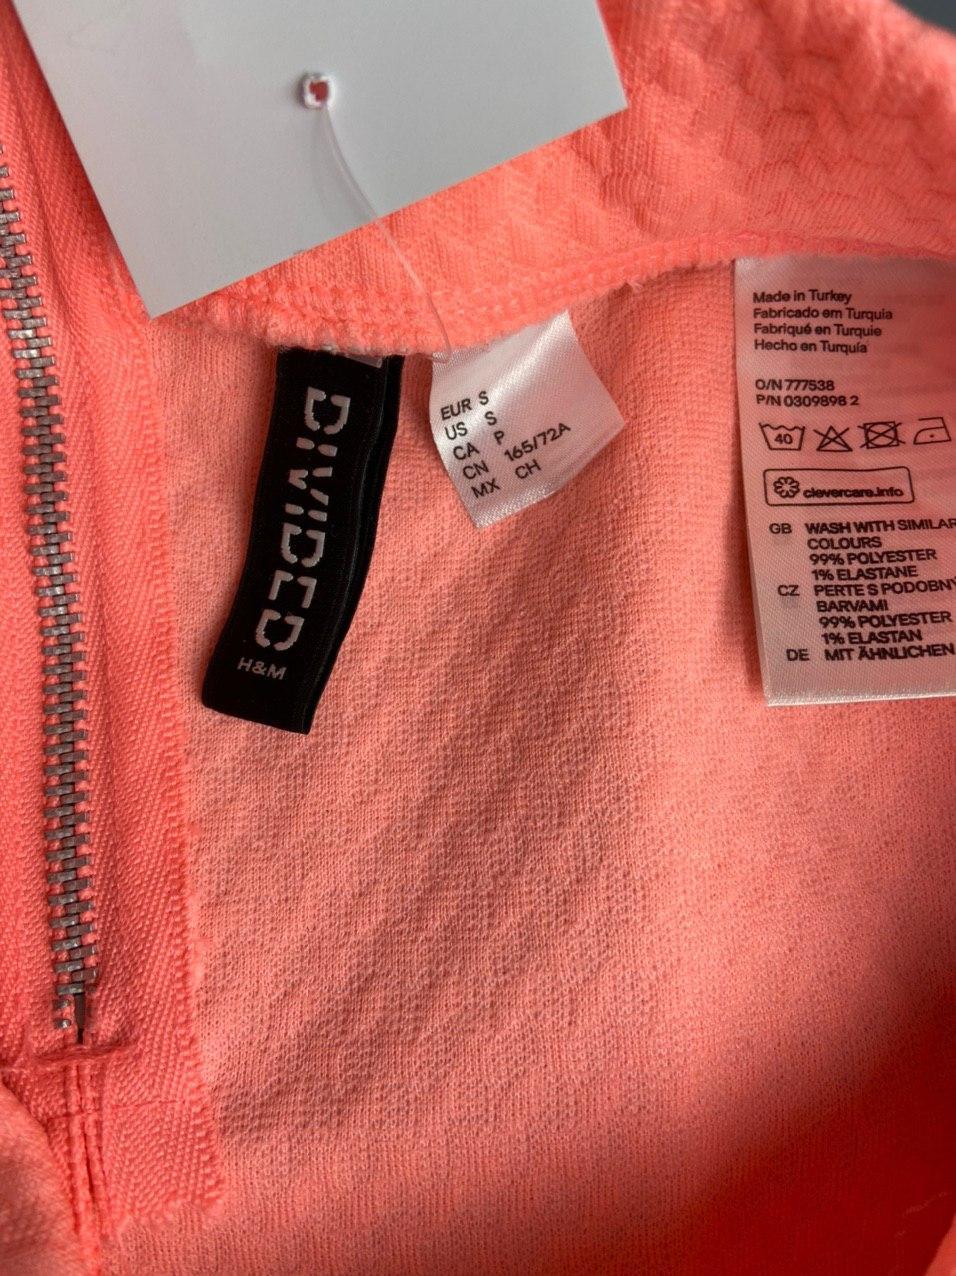 DIVIDED
H&M
EUR S
US S
CA P
CN 165/72A
MX CH
Made in Turkey
Fabricado em Turquia
Fabriqué en Turquie
Hecho en Turquía
O/N 777538
P/N 0309898 2
40
clevercare.info
GB WASH WITH SIMILAR
COLOURS
99% POLYESTER
1% ELASTANE
CZ PERTE S PODOBNÝ
BARVAMI
99% POLYESTER
1% ELASTAN
DE MIT ÄHNLICHEN